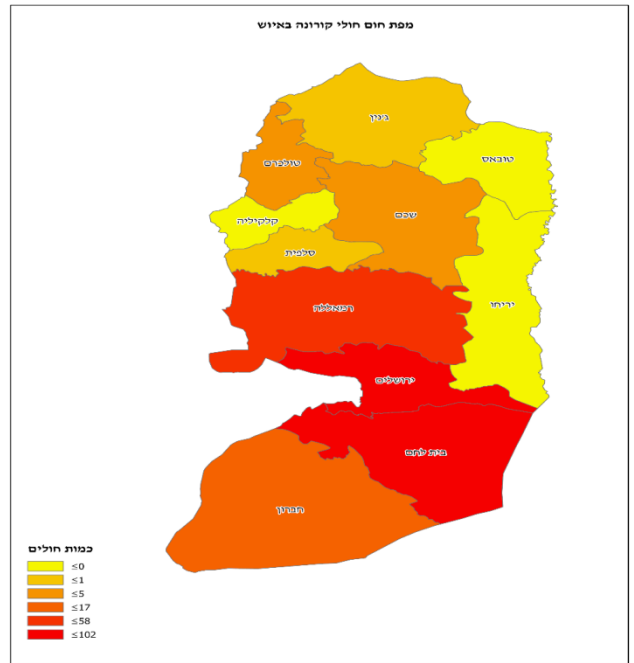 מפת חום חולי קורונה באיוש
ג'נין
טובאס
טולכרם
שכם
קלקיליה
סלפית
יריחו
רמאללה
ירושלים
בית לחם
חברון
כמות חולים
≤0
≤1
≤5
≤17
≤58
≤102